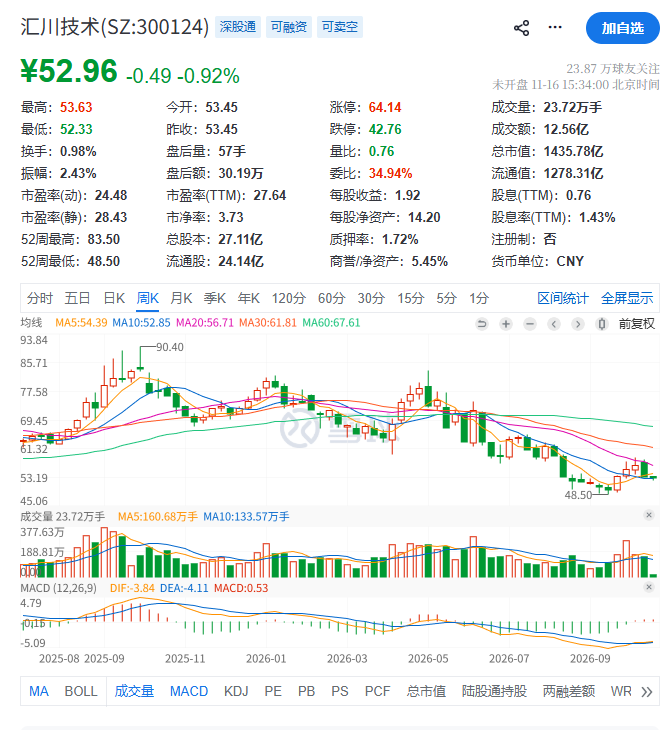 汇川技术(SZ:300124) 深股通 可融资 可卖空
加自选
¥52.96 -0.49 -0.92%
23.87 万球友关注
未开盘 11-16 15:34:00 北京时间
最高：53.63 今开：53.45 涨停：64.14 成交量：23.72万手
最低：52.33 昨收：53.45 跌停：42.76 成交额：12.56亿
换手：0.98% 盘后量：57手 量比：0.76 总市值：1435.78亿
振幅：2.43% 盘后额：30.19万 委比：34.94% 流通值：1278.31亿
市盈率(动)：24.48 市盈率(TTM)：27.64 每股收益：1.92 股息(TTM)：0.76
市盈率(静)：28.43 市净率：3.73 每股净资产：14.20 股息率(TTM)：1.43%
52周最高：83.50 总股本：27.11亿 质押率：1.72% 注册制：否
52周最低：48.50 流通股：24.14亿 商誉/净资产：5.45% 货币单位：CNY
分时 五日 日K 周K 月K 季K 年K 120分 60分 30分 15分 5分 1分 区间统计 全屏显示
均线 MA5:54.39 MA10:52.85 MA20:56.71 MA30:61.81 MA60:67.61 前复权
93.84
90.40
85.71
77.58
69.45
61.32
53.19
48.50
45.06
成交量 23.72万手 MA5:160.68万手 MA10:133.57万手
377.63万
188.81万
0.00
MACD (12,26,9) DIF:-3.84 DEA:-4.11 MACD:0.53
4.79
-0.15
-5.09
2025-08 2025-09 2025-11 2026-01 2026-03 2026-05 2026-07 2026-09
MA BOLL 成交量 MACD KDJ PE PB PS PCF 总市值 陆股通持股 两融差额 WR